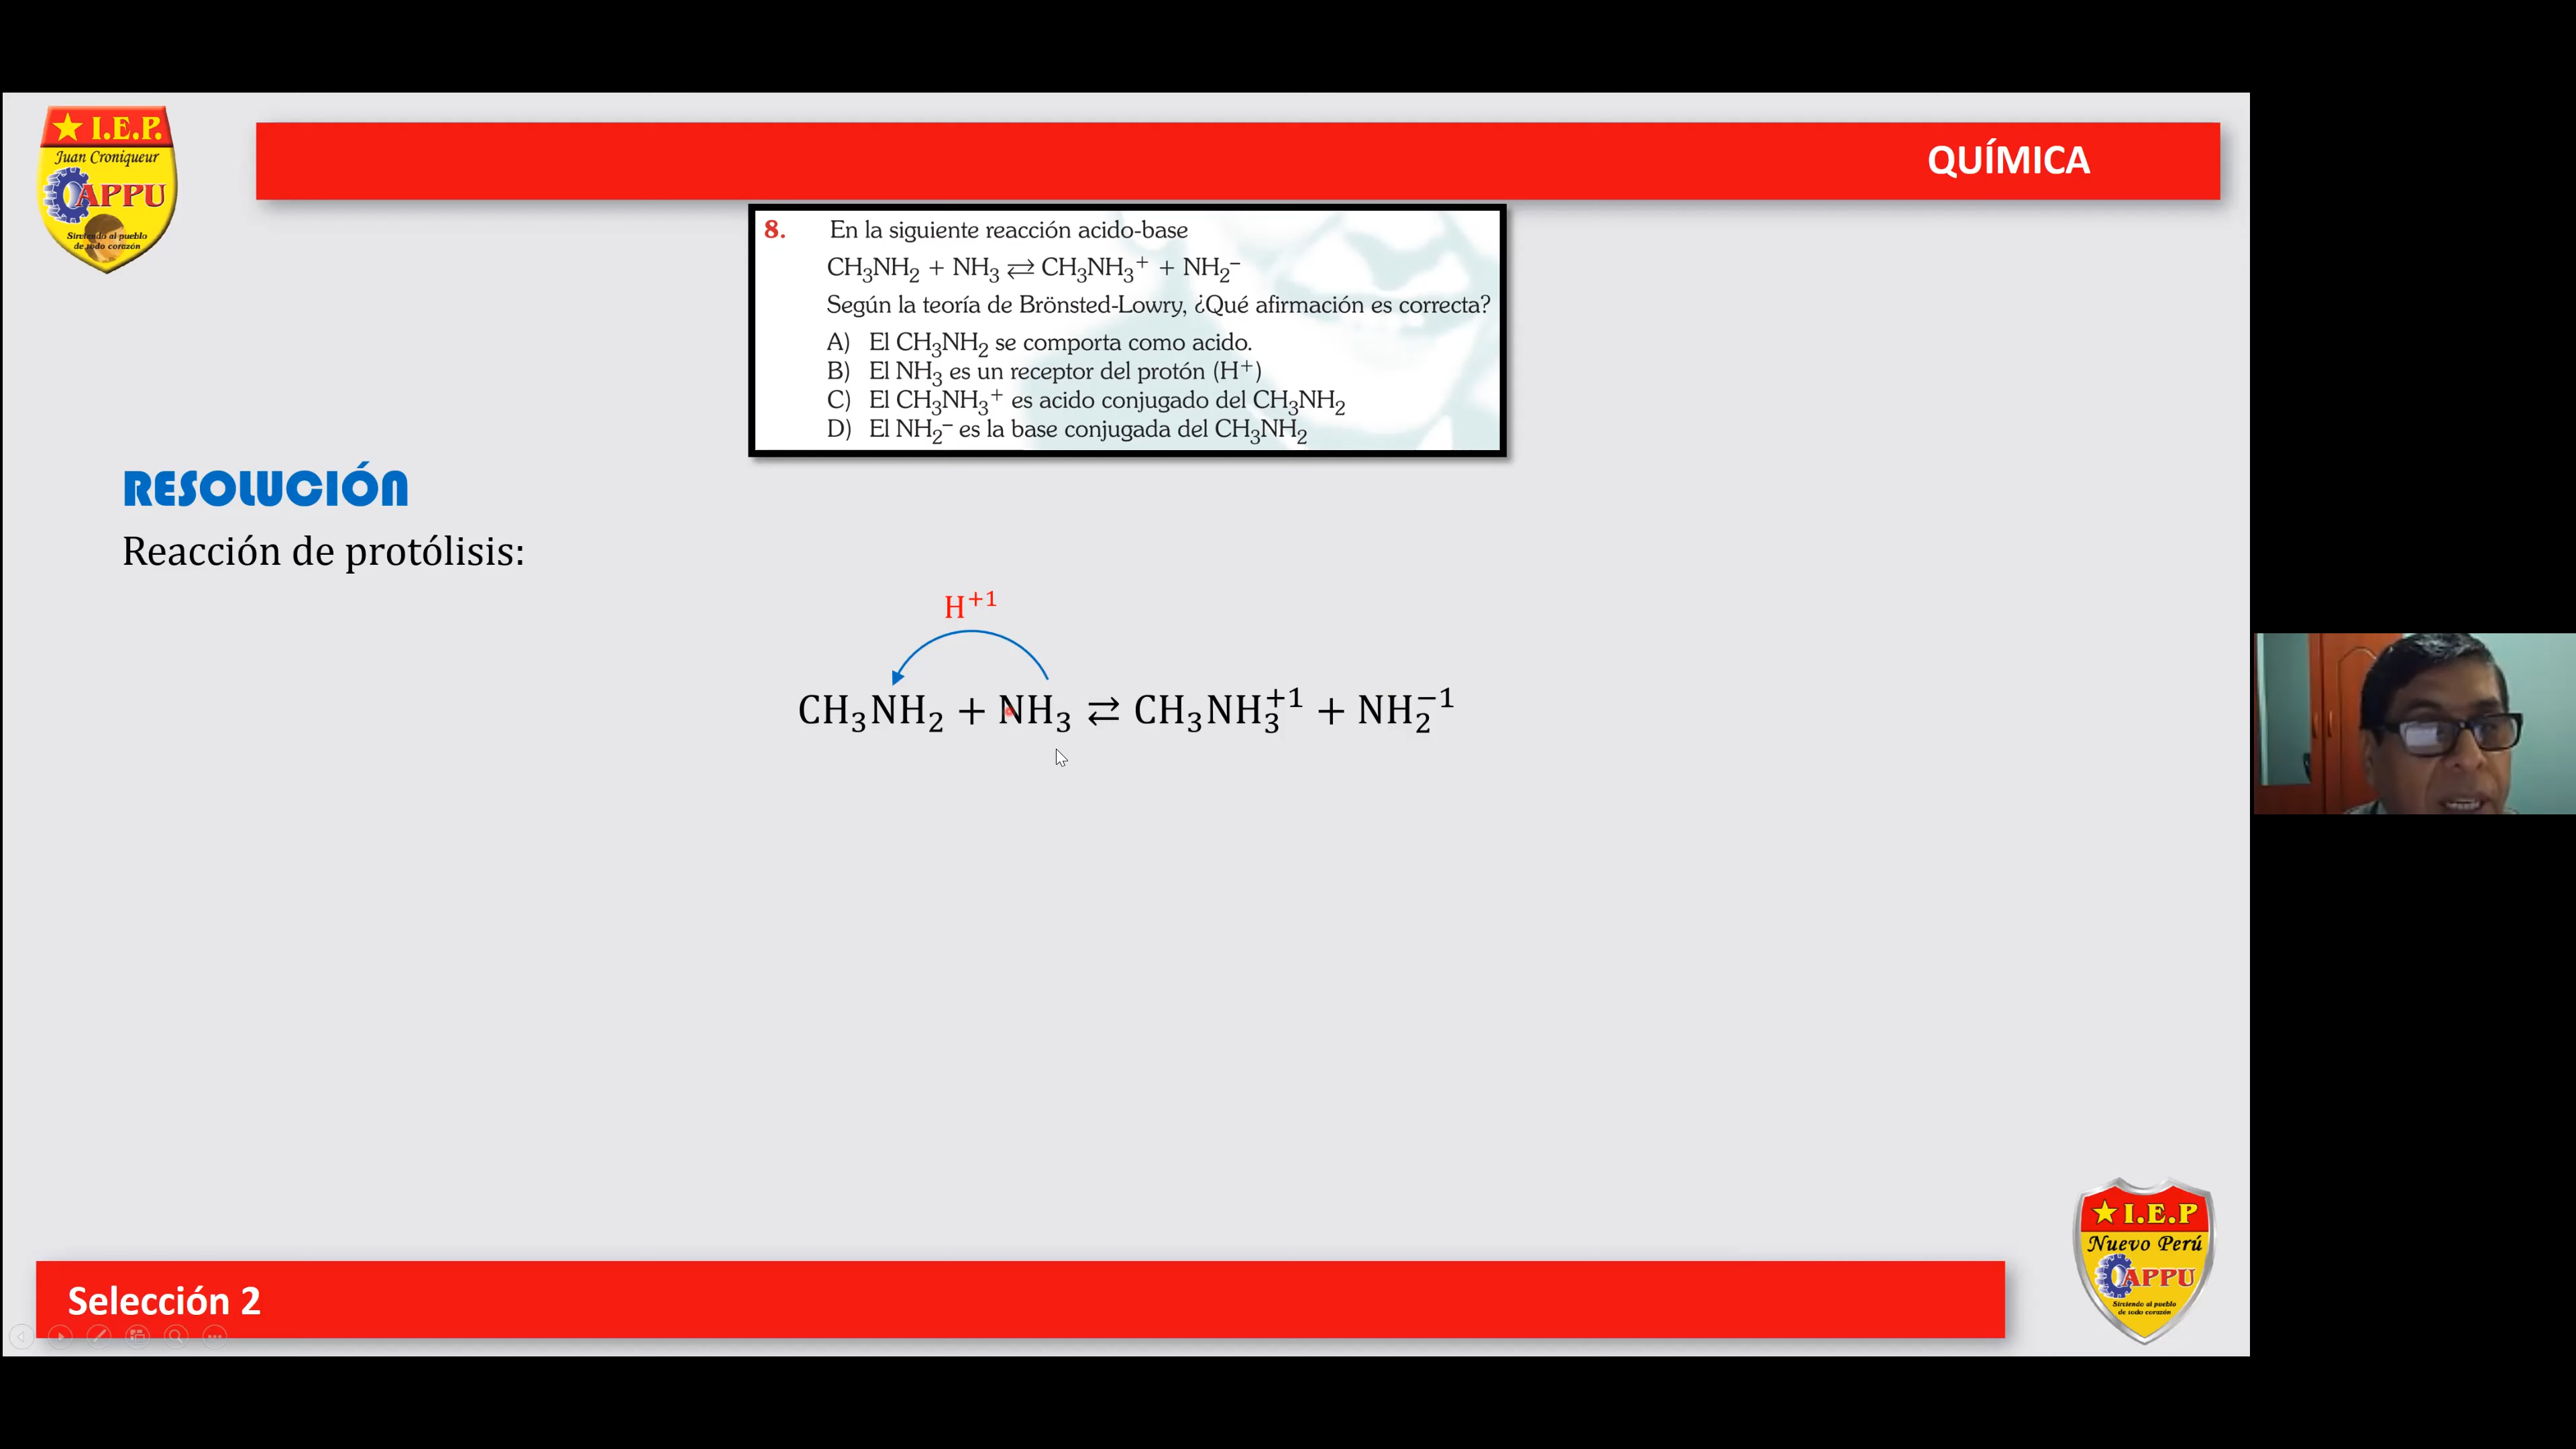 I.E.P.
Juan Croniqueur
CAPPU
Sirviendo al pueblo
de todo corazón
QUÍMICA
8. En la siguiente reacción acido-base
CH₃NH₂ + NH₃ ⇄ CH₃NH₃⁺ + NH₂⁻
Según la teoría de Brönsted-Lowry, ¿Qué afirmación es correcta?
A) El CH₃NH₂ se comporta como acido.
B) El NH₃ es un receptor del protón (H⁺)
C) El CH₃NH₃⁺ es acido conjugado del CH₃NH₂
D) El NH₂⁻ es la base conjugada del CH₃NH₂
RESOLUCIÓN
Reacción de protólisis:
H⁺¹
CH₃NH₂ + NH₃ ⇄ CH₃NH₃⁺¹ + NH₂⁻¹
I.E.P
Nuevo Perú
CAPPU
Sirviendo al pueblo
de todo corazón
Selección 2